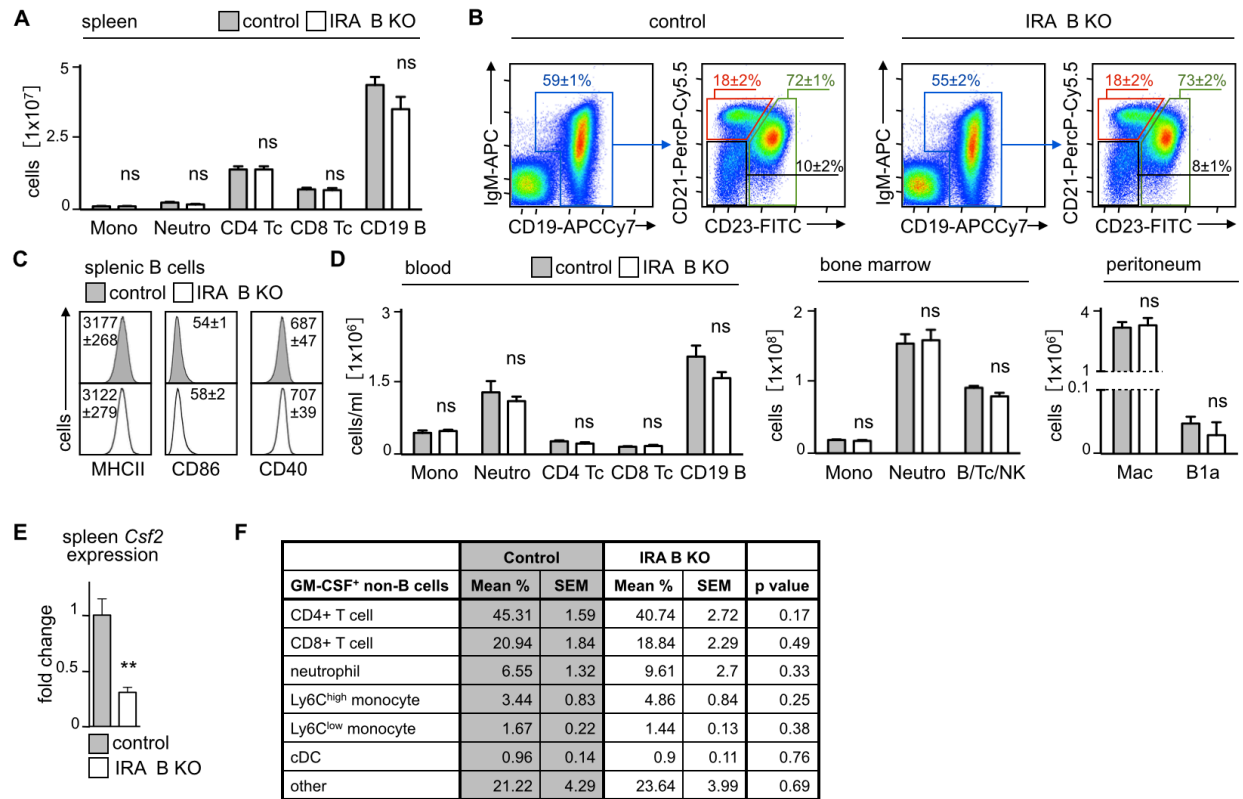 A
spleen
control
IRA B KO
cells [1x10⁷]
5
2.5
0
ns
ns
ns
ns
ns
Mono
Neutro
CD4 Tc
CD8 Tc
CD19 B
B
control
IRA B KO
IgM-APC
59±1%
CD19-APCCy7
CD21-PercP-Cy5.5
18±2%
72±1%
10±2%
CD23-FITC
IgM-APC
55±2%
CD19-APCCy7
CD21-PercP-Cy5.5
18±2%
73±2%
8±1%
CD23-FITC
C
splenic B cells
control
IRA B KO
cells
3177
±268
54±1
687
±47
3122
±279
58±2
707
±39
MHCII
CD86
CD40
D
blood
control
IRA B KO
cells/ml [1x10⁶]
3
1.5
0
ns
ns
ns
ns
ns
Mono
Neutro
CD4 Tc
CD8 Tc
CD19 B
bone marrow
cells [1x10⁸]
2
1
0
ns
ns
ns
Mono
Neutro
B/Tc/NK
peritoneum
cells [1x10⁶]
4
1
0.1
0
ns
ns
Mac
B1a
E
spleen Csf2
expression
fold change
1
0.5
0
**
control
IRA B KO
F
Control IRA B KO
GM-CSF⁺ non-B cells Mean % SEM Mean % SEM p value
CD4+ T cell 45.31 1.59 40.74 2.72 0.17
CD8+ T cell 20.94 1.84 18.84 2.29 0.49
neutrophil 6.55 1.32 9.61 2.7 0.33
Ly6Chigh monocyte 3.44 0.83 4.86 0.84 0.25
Ly6Clow monocyte 1.67 0.22 1.44 0.13 0.38
cDC 0.96 0.14 0.9 0.11 0.76
other 21.22 4.29 23.64 3.99 0.69